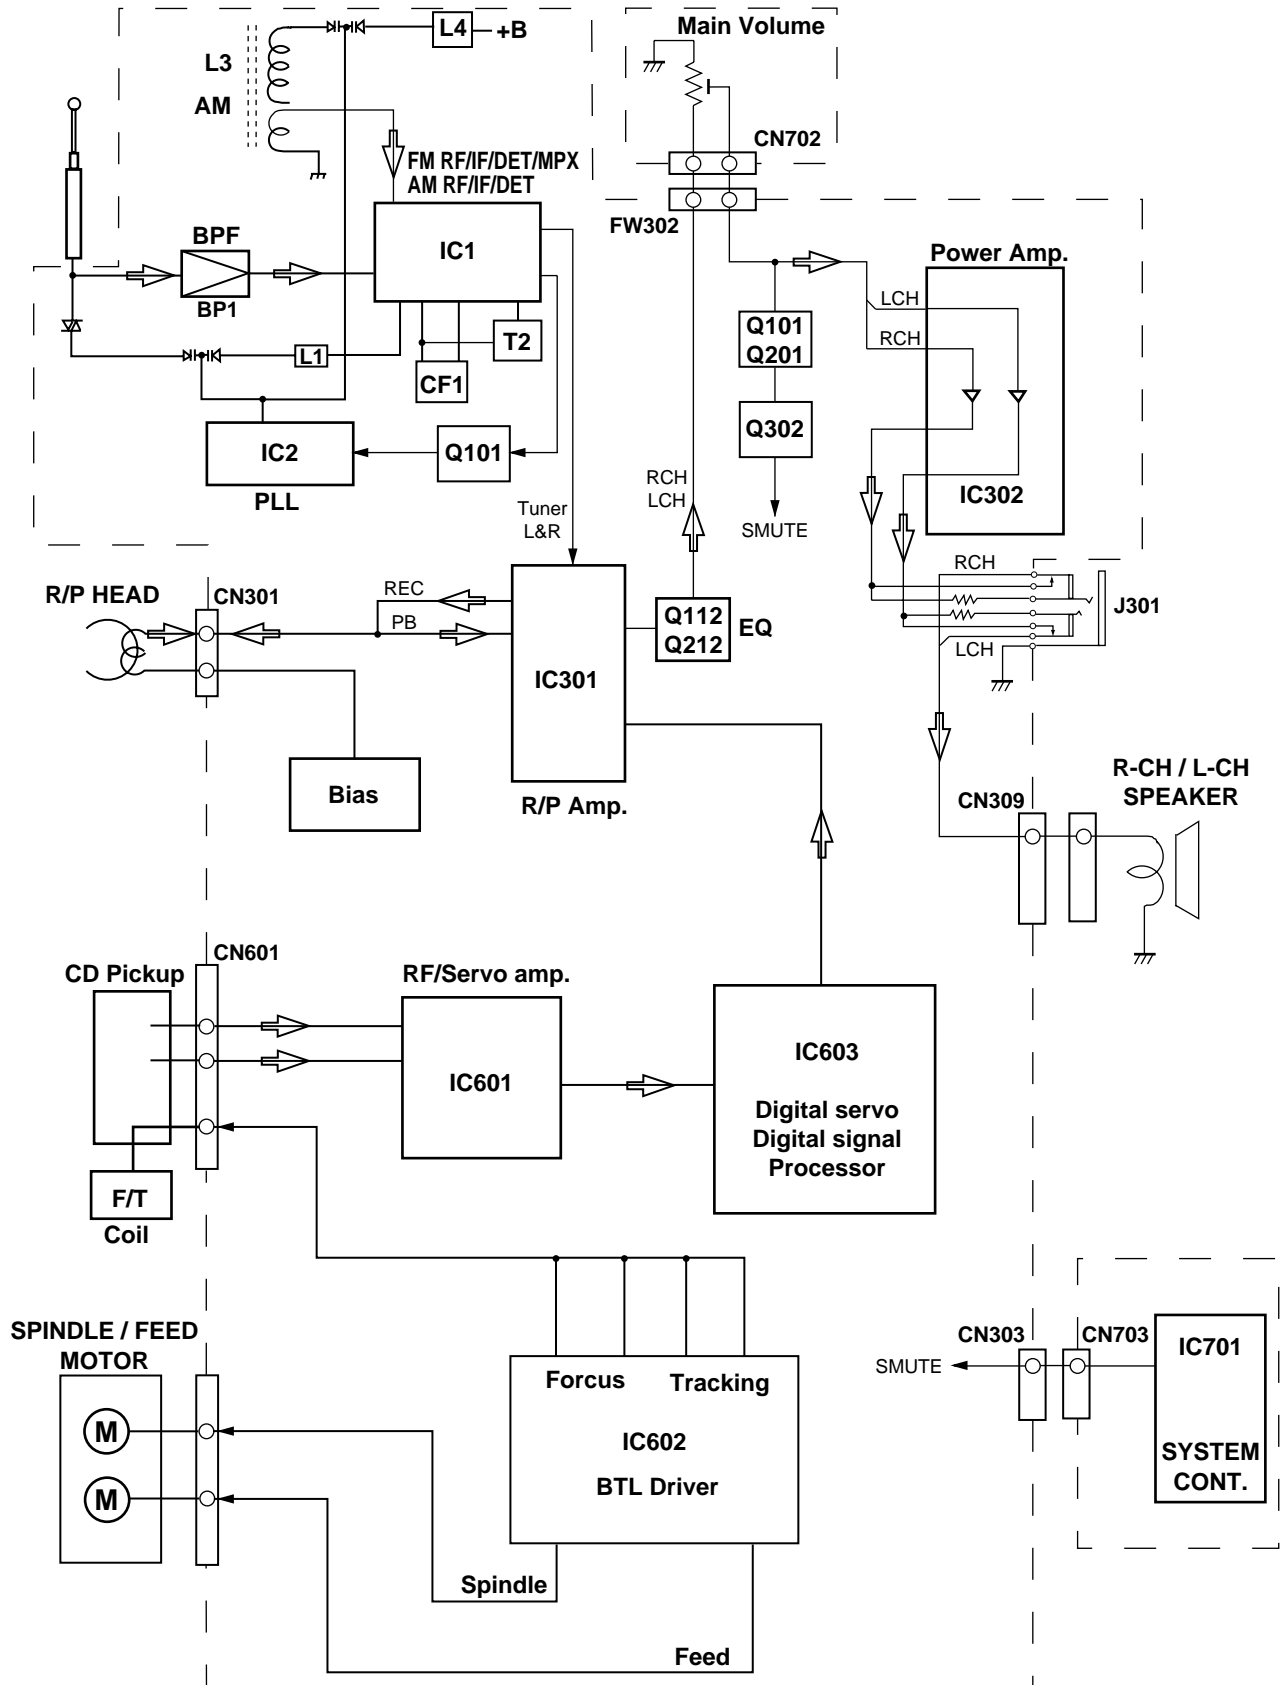 L4
+B
Main Volume
L3
AM
CN702
FM RF/IF/DET/MPX
AM RF/IF/DET
FW302
BPF
IC1
Power Amp.
BP1
LCH
Q101
Q201
RCH
T2
L1
CF1
Q302
IC2
Q101
PLL
RCH
LCH
IC302
Tuner
L&R
SMUTE
RCH
R/P HEAD
CN301
REC
J301
PB
Q112
Q212
EQ
LCH
IC301
Bias
R/P Amp.
R-CH / L-CH
SPEAKER
CN309
CN601
CD Pickup
RF/Servo amp.
IC601
IC603
Digital servo
Digital signal
Processor
F/T
Coil
SPINDLE / FEED
MOTOR
CN303
CN703
IC701
SMUTE
Forcus
Tracking
M
IC602
SYSTEM
CONT.
BTL Driver
M
Spindle
Feed